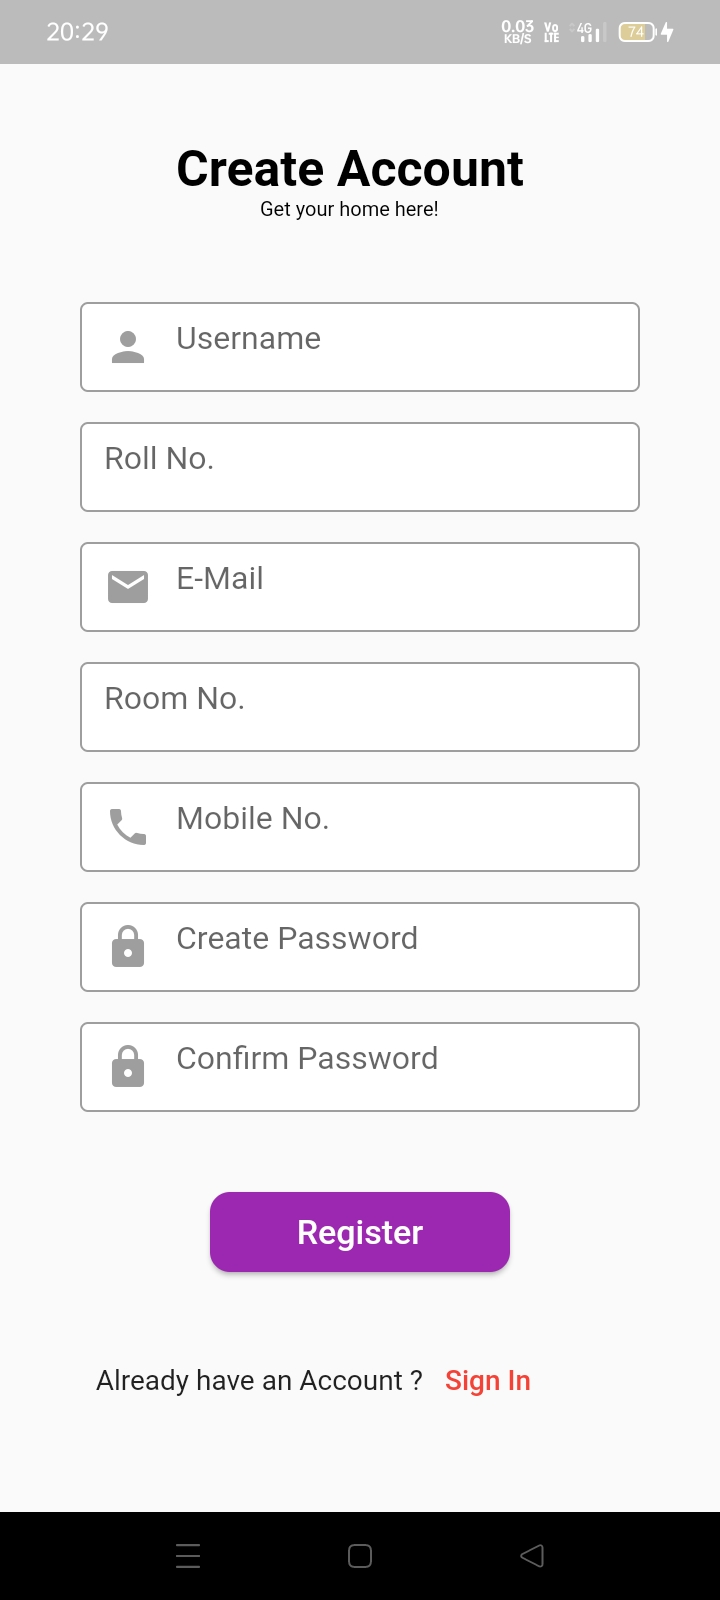 20:29 0.03 KB/S Vo LTE 4G 74
Create Account
Get your home here!
Username
Roll No.
E-Mail
Room No.
Mobile No.
Create Password
Confirm Password
Register
Already have an Account ? Sign In